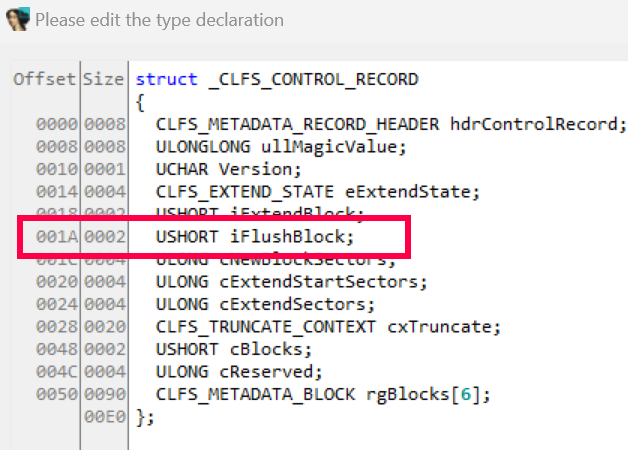 Please edit the type declaration
Offset Size struct _CLFS_CONTROL_RECORD
{
0000 0008 CLFS_METADATA_RECORD_HEADER hdrControlRecord;
0008 0008 ULONGLONG ullMagicValue;
0010 0001 UCHAR Version;
0014 0004 CLFS_EXTEND_STATE eExtendState;
0018 0002 USHORT iExtendBlock;
001A 0002 USHORT iFlushBlock;
001C 0004 ULONG cNewBlockSectors;
0020 0004 ULONG cExtendStartSectors;
0024 0004 ULONG cExtendSectors;
0028 0020 CLFS_TRUNCATE_CONTEXT cxTruncate;
0048 0002 USHORT cBlocks;
004C 0004 ULONG cReserved;
0050 0090 CLFS_METADATA_BLOCK rgBlocks[6];
00E0 };